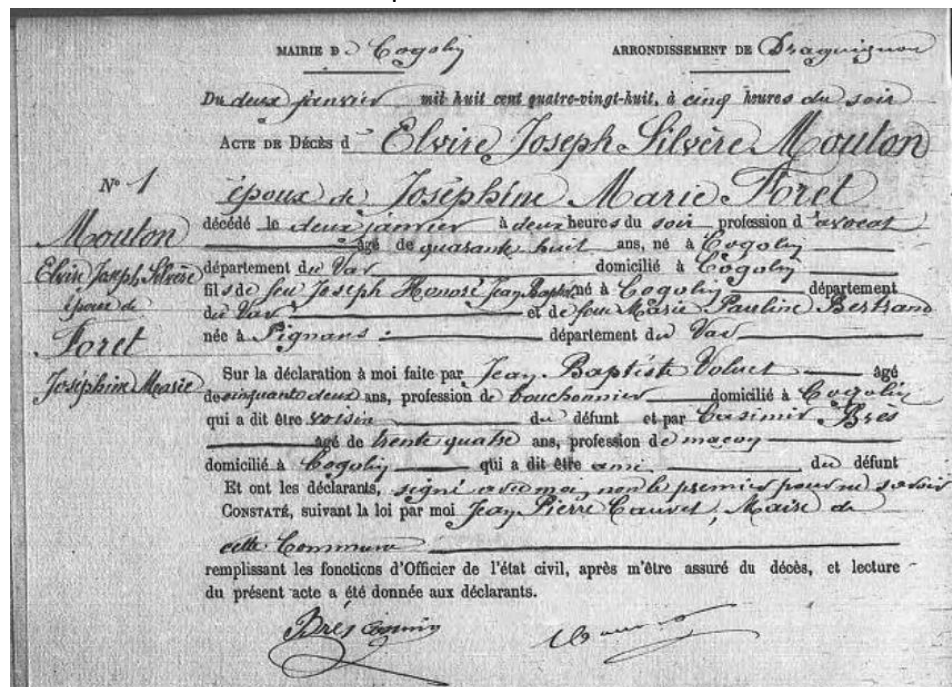 MAIRIE D Cogolin ARRONDISSEMENT DE Draguignan
Du deux janvier mil huit cent quatre-vingt-huit, à cinq heures du soir
ACTE DE DÉCÈS d Elvire Joseph Silvère Mouton
époux de Joséphine Marie Foret
décédé le deux janvier à deux heures du soir profession d'avocat
âgé de quarante huit ans, né à Cogolin
département du Var domicilié à Cogolin
fils de feu Joseph Honoré Jean Baptiste né à Cogolin département
du Var et de feue Marie Pauline Bertrand
née à Pignans département du Var
N° 1
Mouton
Elvire Joseph Silvère
époux de
Foret
Joséphine Marie
Sur la déclaration à moi faite par Jean Baptiste âgé
de cinquante deux ans, profession de bouchonnier domicilié à Cogolin
qui a dit être voisin du défunt et par Casimir Brés
âgé de trente quatre ans, profession de maçon
domicilié à Cogolin qui a dit être ami du défunt
Et ont les déclarants, signé avec moi, non le premier pour ne savoir
CONSTATÉ, suivant la loi par moi Jean Pierre Cauvet, Maire de
cette Commune
remplissant les fonctions d'Officier de l'état civil, après m'être assuré du décès, et lecture
du présent acte a été donnée aux déclarants.
Brés Casimir